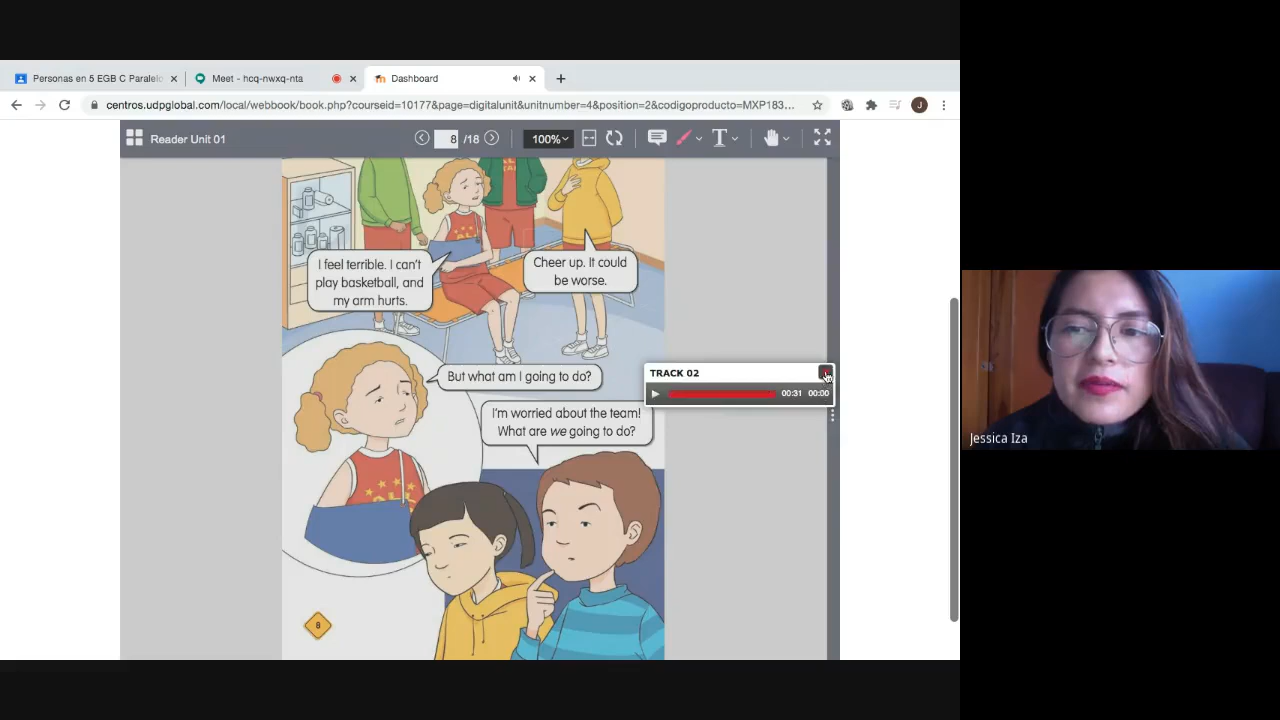 Personas en 5 EGB C Paralelo
Meet - hcq-nwxq-nta
Dashboard
centros.udpglobal.com/local/webbook/book.php?courseid=10177&page=digitalunit&unitnumber=4&position=2&codigoproducto=MXP183...
J
Reader Unit 01
8 /18
100%
T
I feel terrible. I can't
play basketball, and
my arm hurts.
Cheer up. It could
be worse.
But what am I going to do?
TRACK 02
00:31 00:00
I'm worried about the team!
What are we going to do?
8
Jessica Iza